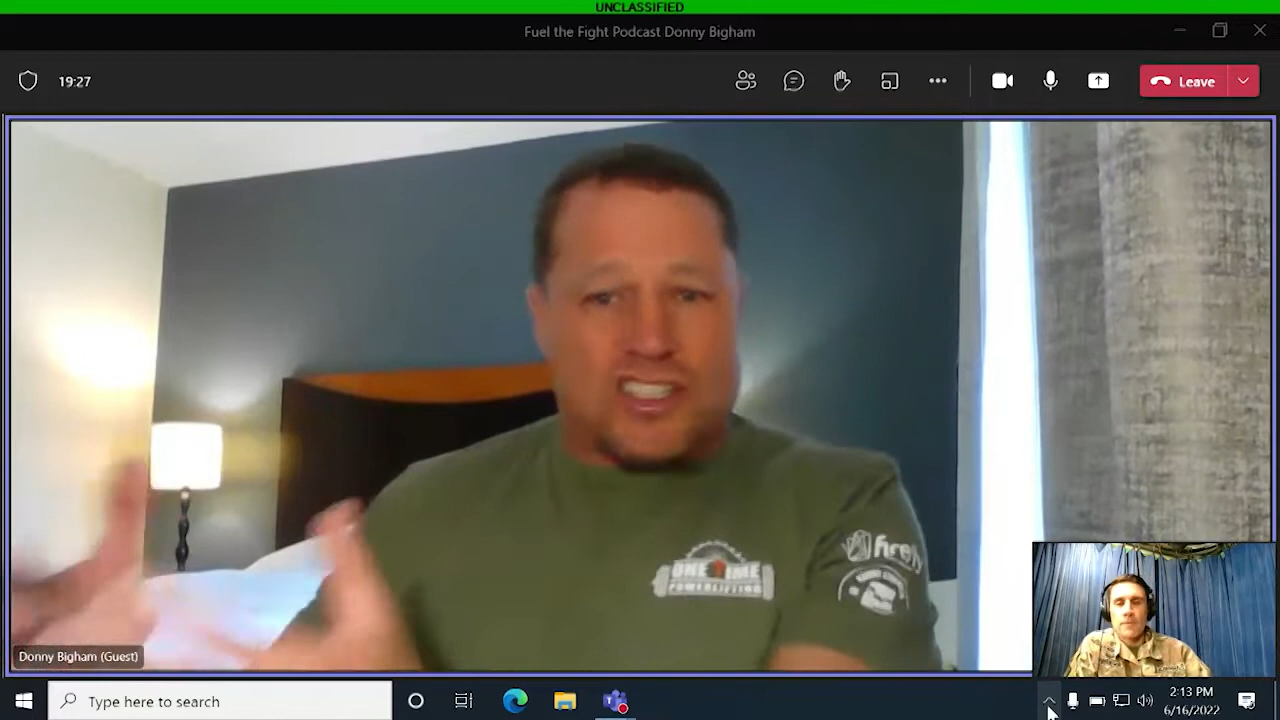 UNCLASSIFIED
Fuel the Fight Podcast Donny Bigham
19:27
Leave
ONE TIME
POWERLIFTING
firefly
Donny Bigham (Guest)
Type here to search
2:13 PM
6/16/2022